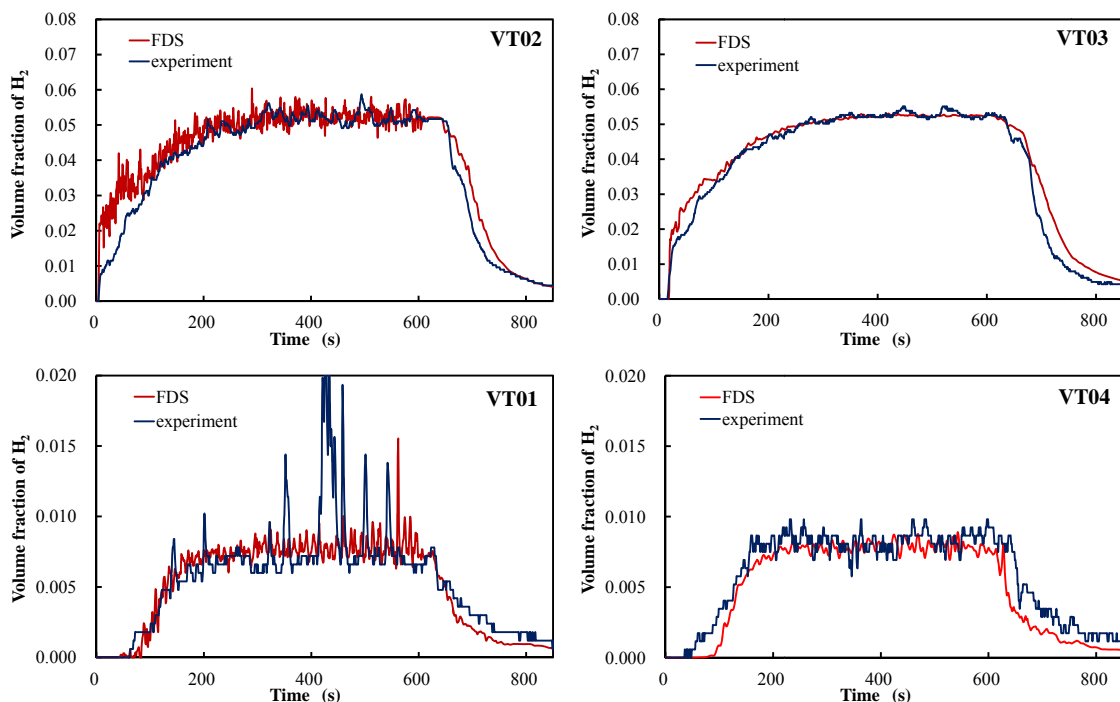 VT02
FDS
experiment
Volume fraction of H2
0.08
0.07
0.06
0.05
0.04
0.03
0.02
0.01
0.00
0 200 400 600 800
Time (s)
VT03
FDS
experiment
Volume fraction of H2
0.08
0.07
0.06
0.05
0.04
0.03
0.02
0.01
0.00
0 200 400 600 800
Time (s)
VT01
FDS
experiment
Volume fraction of H2
0.020
0.015
0.010
0.005
0.000
0 200 400 600 800
Time (s)
VT04
FDS
experiment
Volume fraction of H2
0.020
0.015
0.010
0.005
0.000
0 200 400 600 800
Time (s)